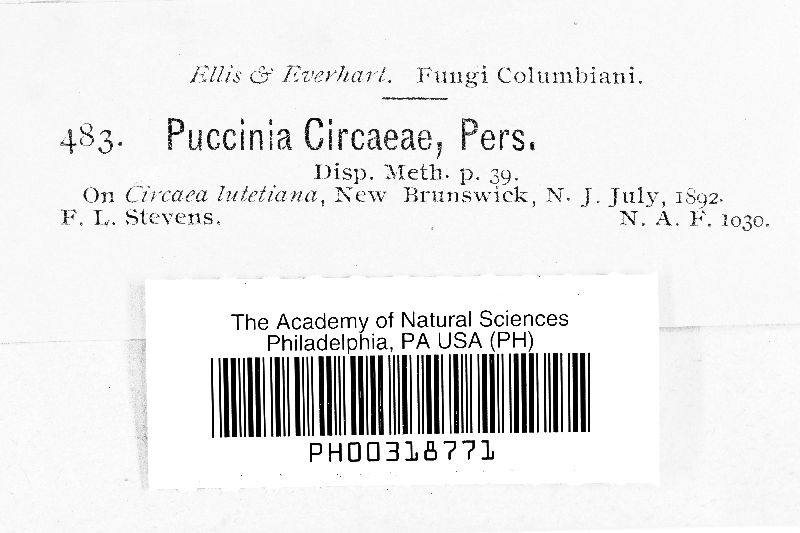 Ellis & Everhart. Fungi Columbiani.
483. Puccinia Circaeae, Pers.
Disp. Meth. p. 39.
On Circaea lutetiana, New Brunswick, N. J. July, 1892.
F. L. Stevens. N. A. F. 1030.
The Academy of Natural Sciences
Philadelphia, PA USA (PH)
PH00318771